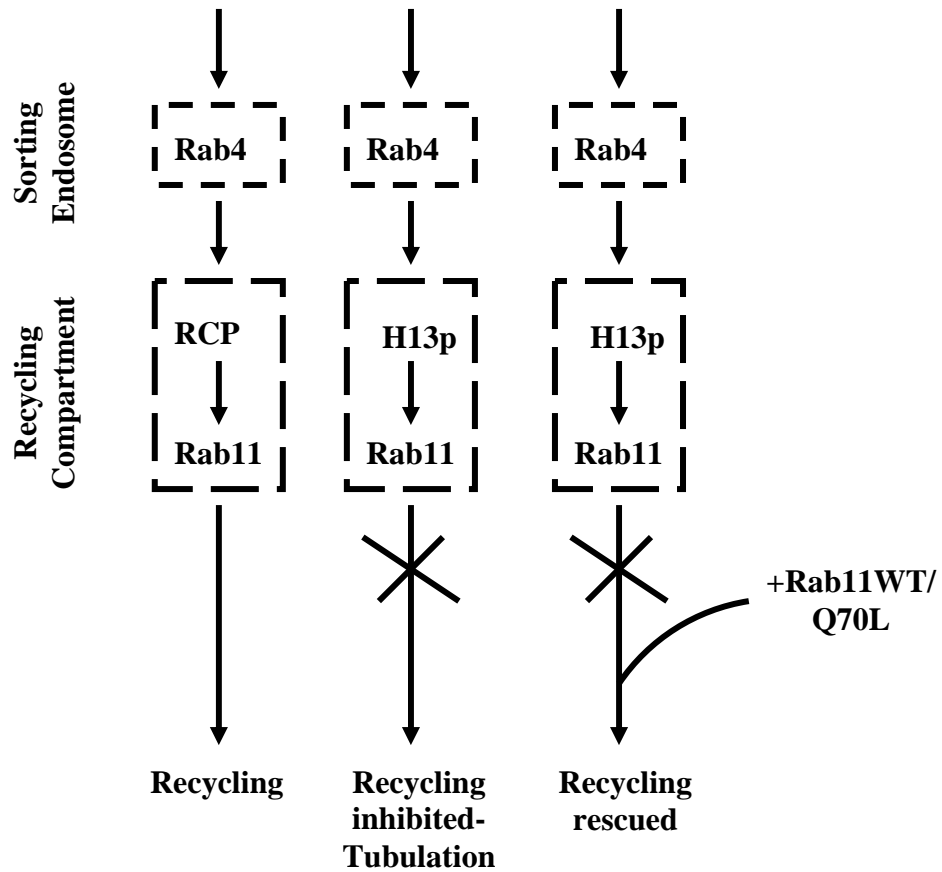 Sorting
Endosome
Rab4
Rab4
Rab4
Recycling
Compartment
RCP
H13p
H13p
Rab11
Rab11
Rab11
+Rab11WT/
Q70L
Recycling
Recycling
inhibited-
Tubulation
Recycling
rescued